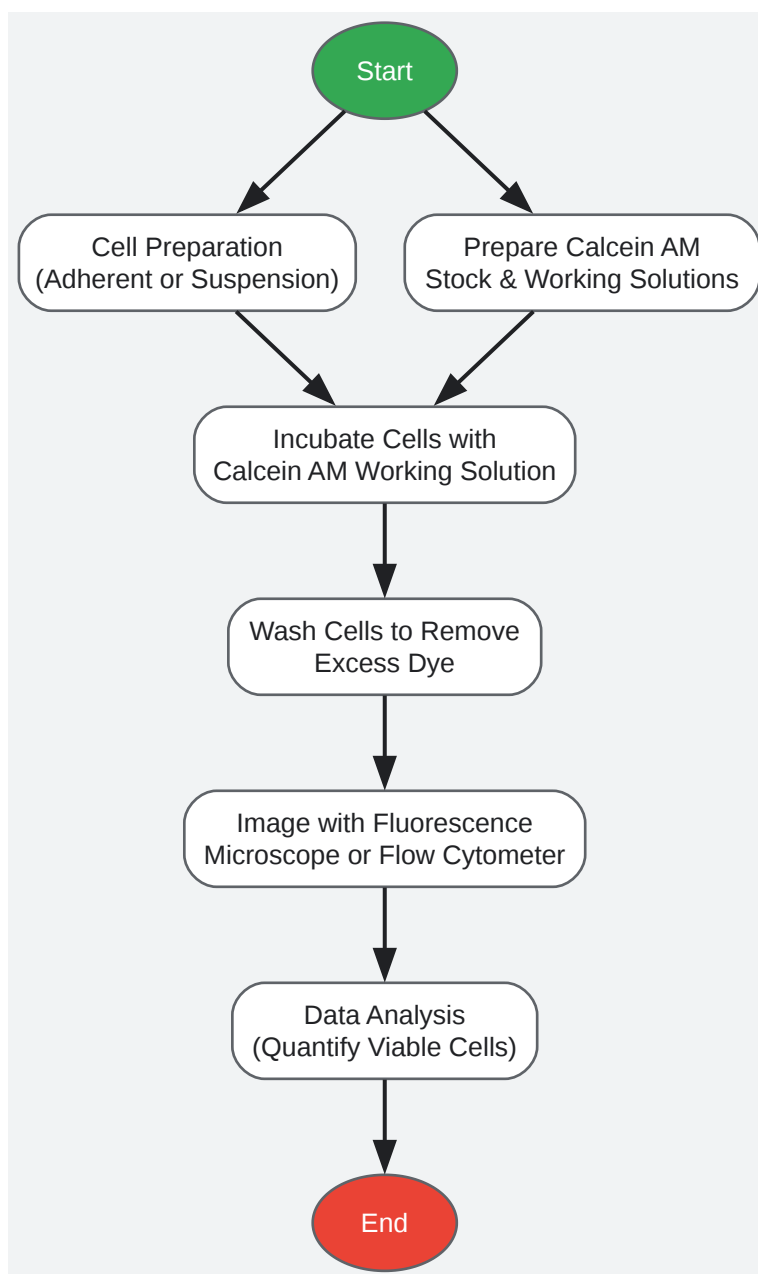 Start
Cell Preparation
(Adherent or Suspension)
Prepare Calcein AM
Stock & Working Solutions
Incubate Cells with
Calcein AM Working Solution
Wash Cells to Remove
Excess Dye
Image with Fluorescence
Microscope or Flow Cytometer
Data Analysis
(Quantify Viable Cells)
End